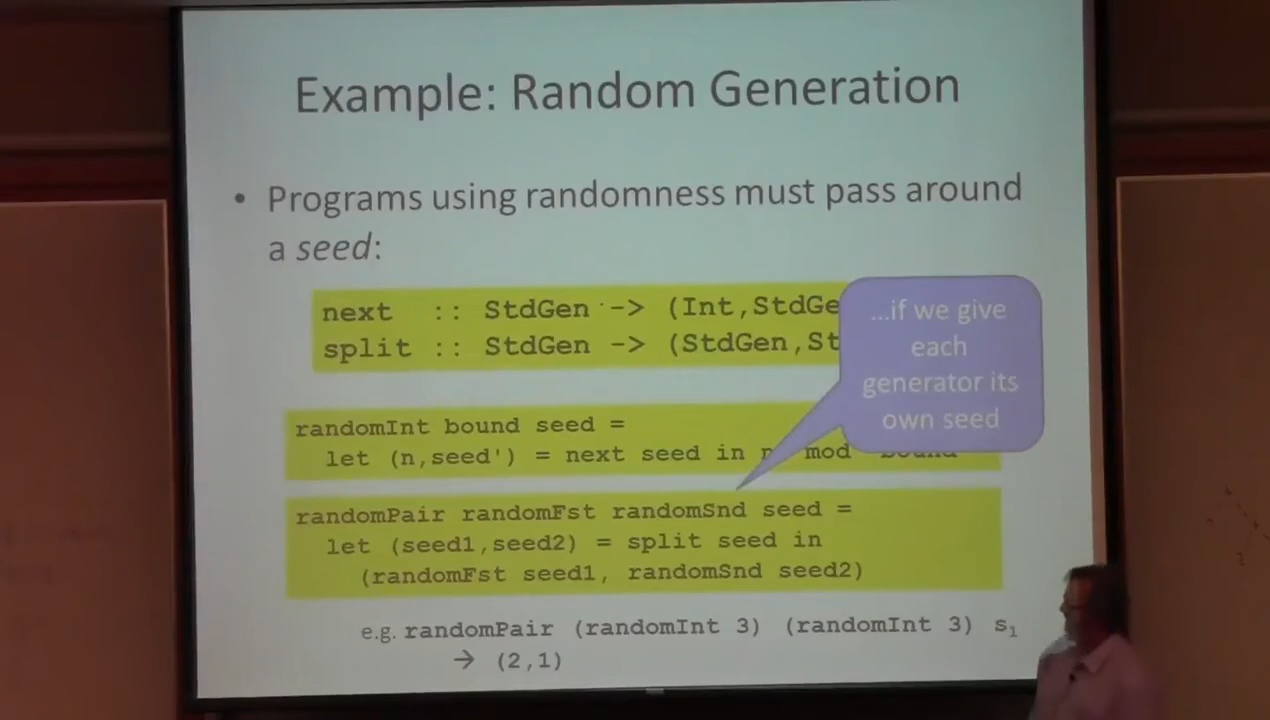 Example: Random Generation
• Programs using randomness must pass around
a seed:
next :: StdGen -> (Int,StdGe
split :: StdGen -> (StdGen,St
...if we give
each
generator its
own seed
randomInt bound seed =
let (n,seed') = next seed in n `mod` bound
randomPair randomFst randomSnd seed =
let (seed1,seed2) = split seed in
(randomFst seed1, randomSnd seed2)
e.g. randomPair (randomInt 3) (randomInt 3) s₁
→ (2,1)